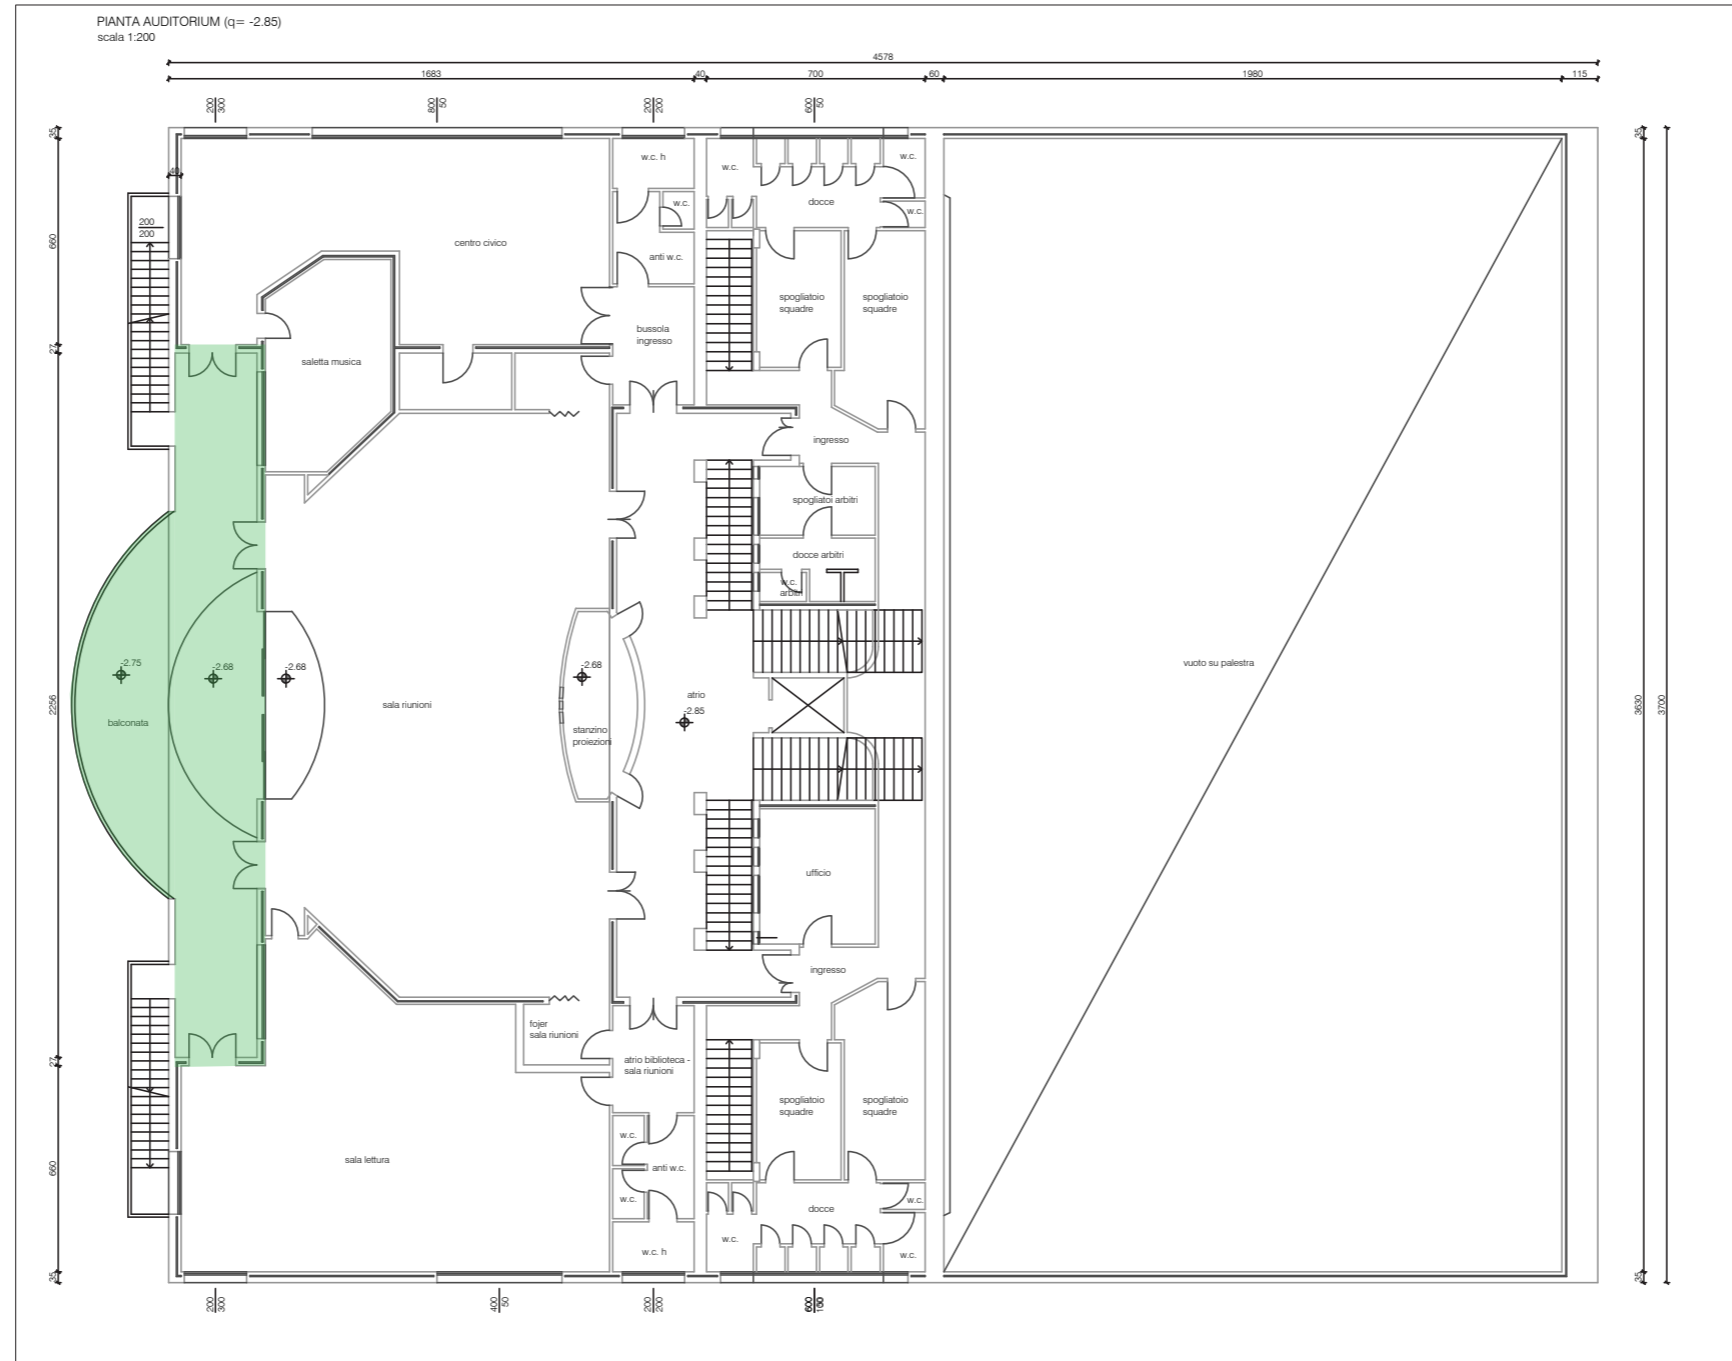 PIANTA AUDITORIUM (q= -2.85)
scala 1:200
4578
1683
40
700
60
1980
115
200
300
800
50
200
200
600
50
35
35
40
w.c. h
w.c.
w.c.
w.c.
docce
w.c.
200
200
660
centro civico
anti w.c.
spogliatoio
squadre
spogliatoio
squadre
bussola
ingresso
27
saletta musica
ingresso
spogliatoi arbitri
docce arbitri
w.c.
arbitri
-2.75
-2.68
-2.68
-2.68
vuoto su palestra
2256
balconata
sala riunioni
stanzino
proiezioni
atrio
-2.85
3630
3700
ufficio
ingresso
fojer
sala riunioni
27
atrio biblioteca -
sala riunioni
spogliatoio
squadre
spogliatoio
squadre
w.c.
660
sala lettura
anti w.c.
w.c.
w.c.
docce
w.c.
w.c. h
w.c.
35
35
200
300
400
50
200
200